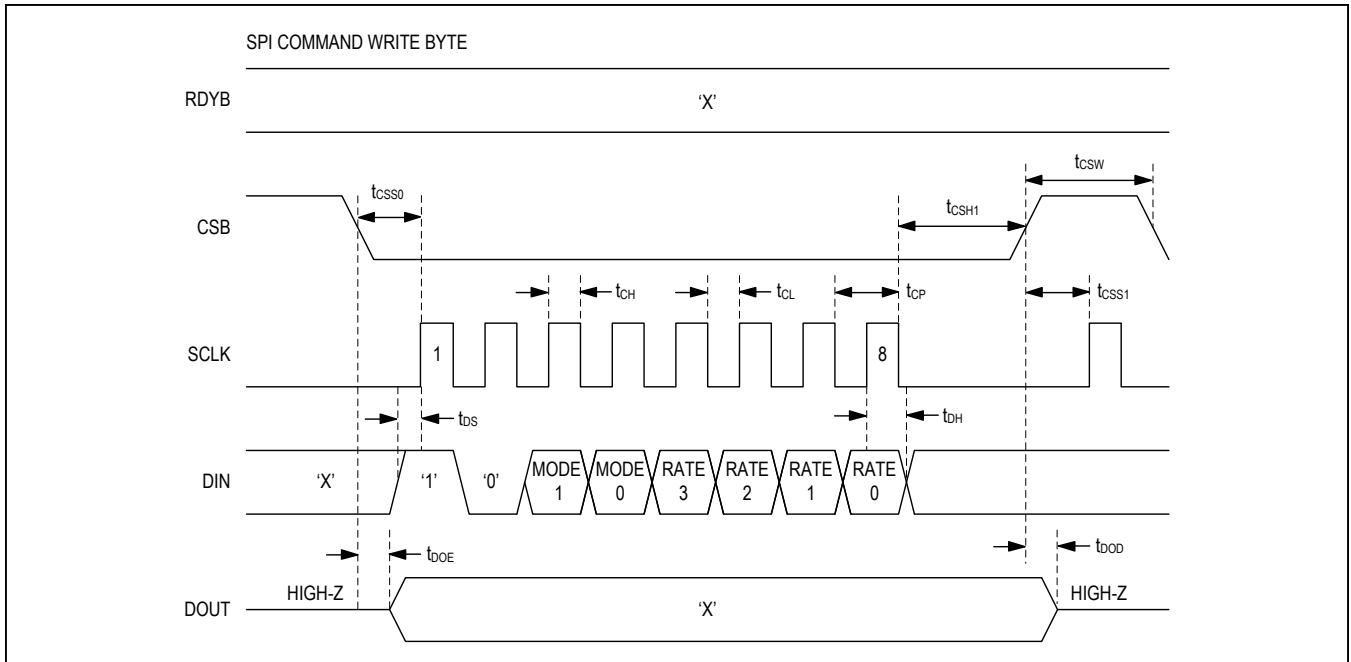 SPI COMMAND WRITE BYTE
RDYB
‘X’
tCSW
tCSS0
tCSH1
CSB
tCH
tCL
tCP
tCSS1
SCLK
1
8
tDS
tDH
DIN
‘X’
‘1’
‘0’
MODE 1
MODE 0
RATE 3
RATE 2
RATE 1
RATE 0
tDOE
tDOD
HIGH-Z
HIGH-Z
DOUT
‘X’